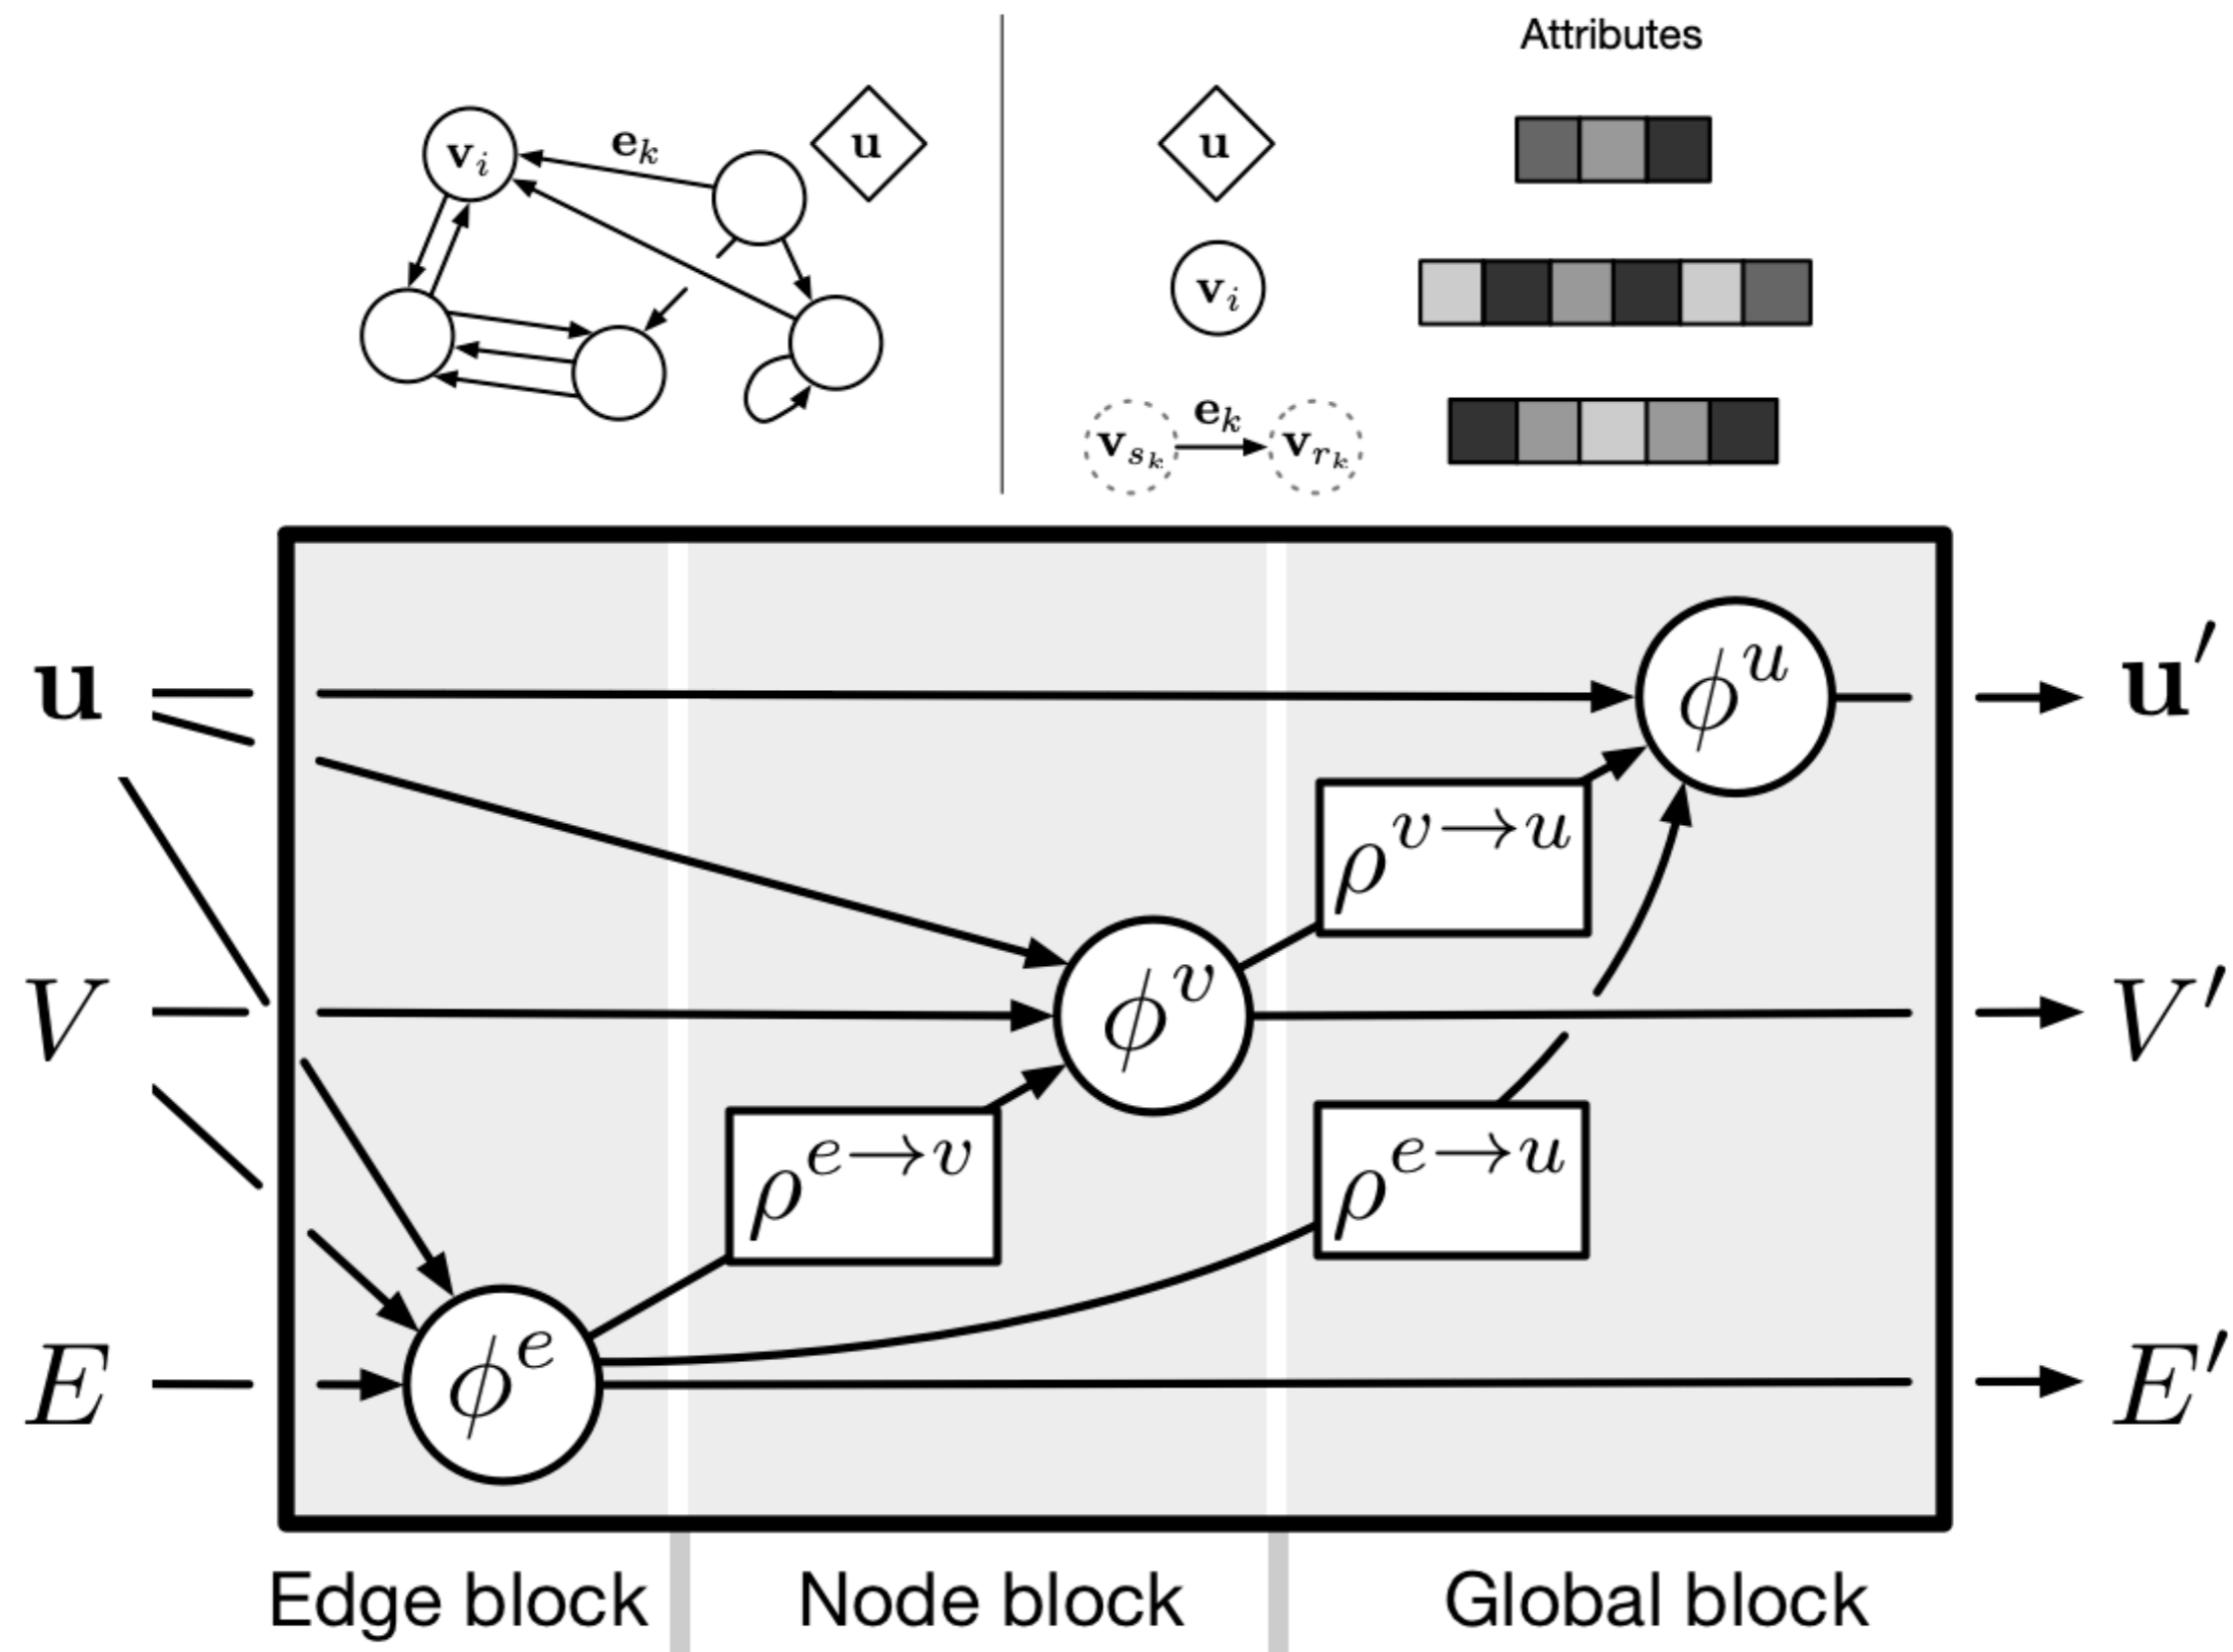 Attributes
v_i
e_k
u
u
v_i
v_{s_k} e_k v_{r_k}
u
ϕ^u
u′
ρ^{v→u}
V
ϕ^v
V′
ρ^{e→v}
ρ^{e→u}
E
ϕ^e
E′
Edge block
Node block
Global block